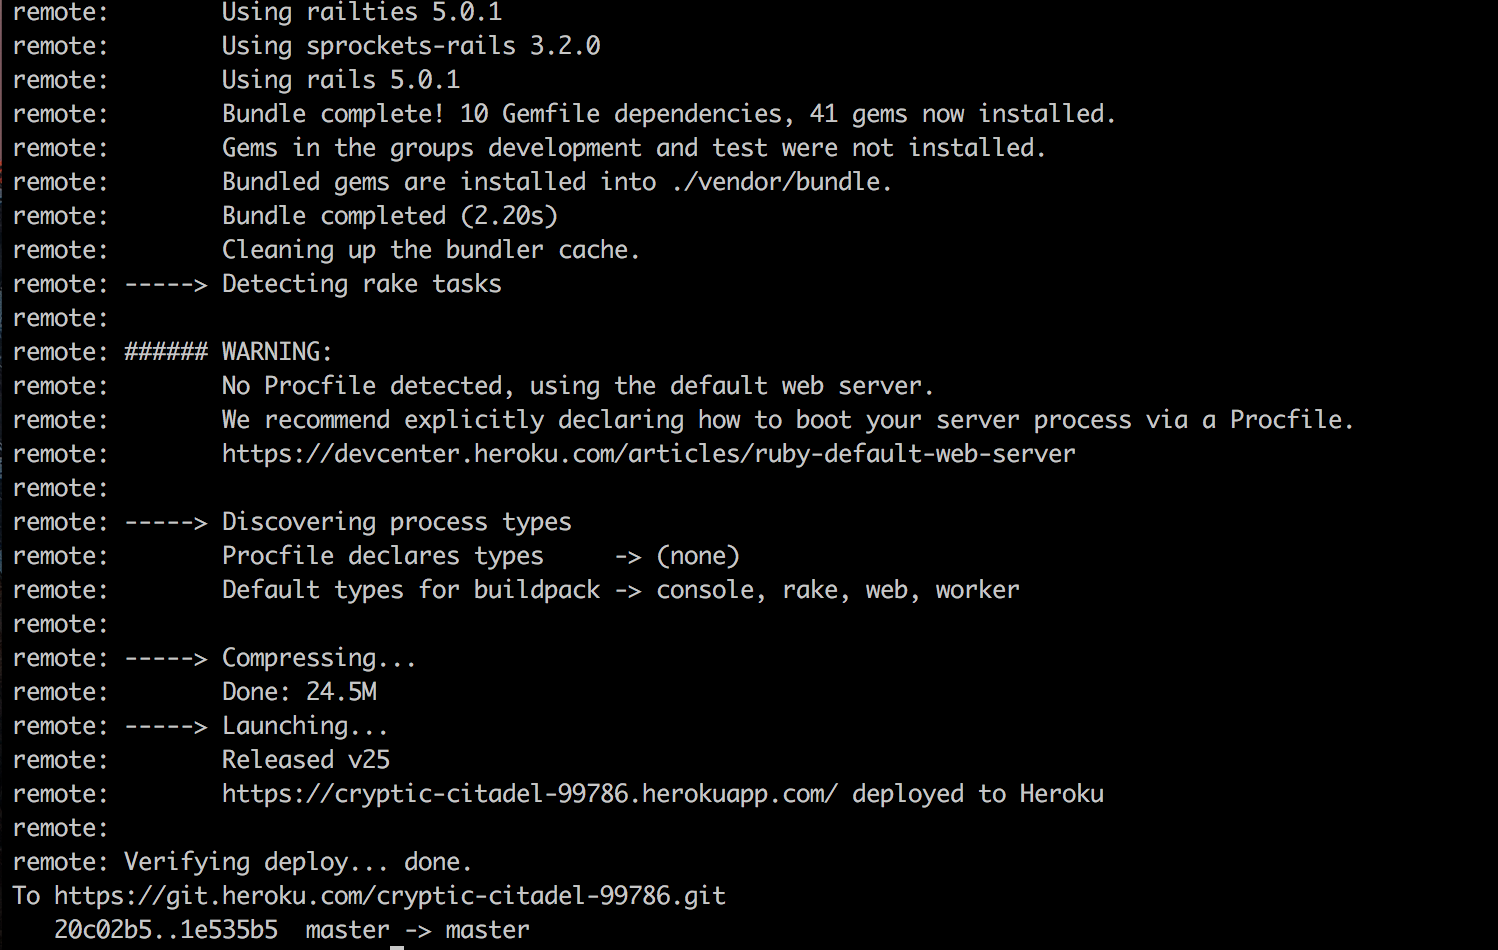 remote:        Using railties 5.0.1
remote:        Using sprockets-rails 3.2.0
remote:        Using rails 5.0.1
remote:        Bundle complete! 10 Gemfile dependencies, 41 gems now installed.
remote:        Gems in the groups development and test were not installed.
remote:        Bundled gems are installed into ./vendor/bundle.
remote:        Bundle completed (2.20s)
remote:        Cleaning up the bundler cache.
remote: -----> Detecting rake tasks
remote:
remote: ###### WARNING:
remote:        No Procfile detected, using the default web server.
remote:        We recommend explicitly declaring how to boot your server process via a Procfile.
remote:        https://devcenter.heroku.com/articles/ruby-default-web-server
remote:
remote: -----> Discovering process types
remote:        Procfile declares types     -> (none)
remote:        Default types for buildpack -> console, rake, web, worker
remote:
remote: -----> Compressing...
remote:        Done: 24.5M
remote: -----> Launching...
remote:        Released v25
remote:        https://cryptic-citadel-99786.herokuapp.com/ deployed to Heroku
remote:
remote: Verifying deploy... done.
To https://git.heroku.com/cryptic-citadel-99786.git
   20c02b5..1e535b5  master -> master